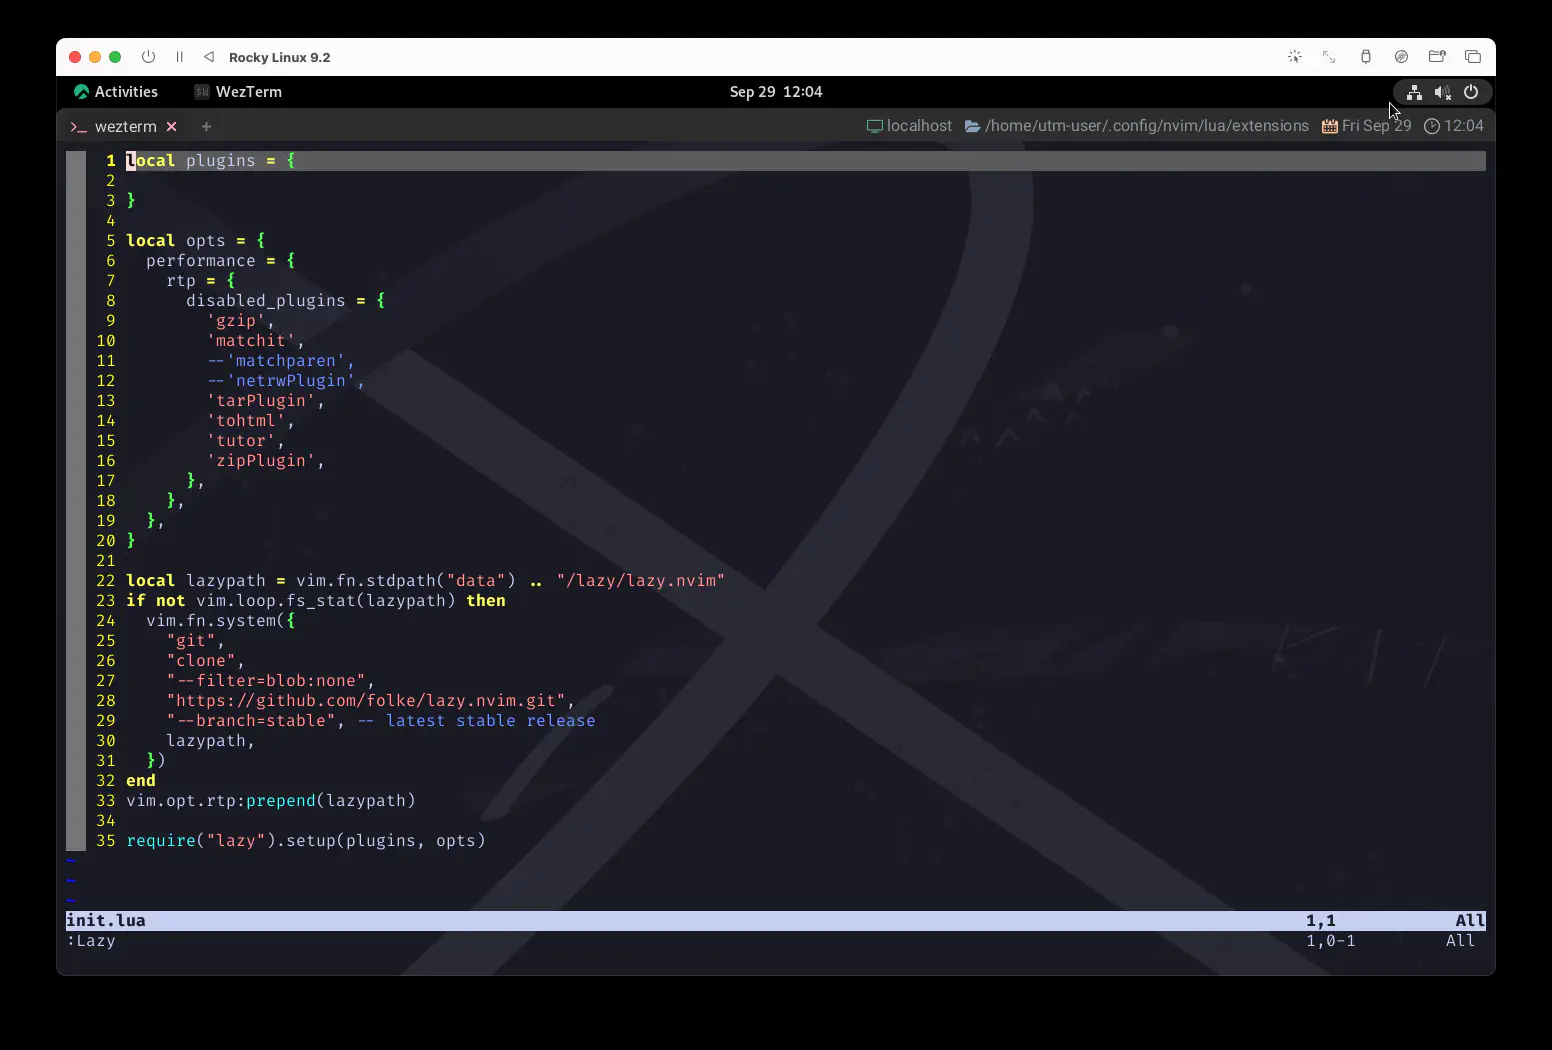 Rocky Linux 9.2
Activities WezTerm Sep 29 12:04
wezterm + localhost /home/utm-user/.config/nvim/lua/extensions Fri Sep 29 12:04
1 local plugins = {
2
3 }
4
5 local opts = {
6   performance = {
7     rtp = {
8       disabled_plugins = {
9         'gzip',
10         'matchit',
11         --'matchparen',
12         --'netrwPlugin',
13         'tarPlugin',
14         'tohtml',
15         'tutor',
16         'zipPlugin',
17       },
18     },
19   },
20 }
21
22 local lazypath = vim.fn.stdpath("data") .. "/lazy/lazy.nvim"
23 if not vim.loop.fs_stat(lazypath) then
24   vim.fn.system({
25     "git",
26     "clone",
27     "--filter=blob:none",
28     "https://github.com/folke/lazy.nvim.git",
29     "--branch=stable", -- latest stable release
30     lazypath,
31   })
32 end
33 vim.opt.rtp:prepend(lazypath)
34
35 require("lazy").setup(plugins, opts)
~
~
~
init.lua 1,1 All
:Lazy 1,0-1 All